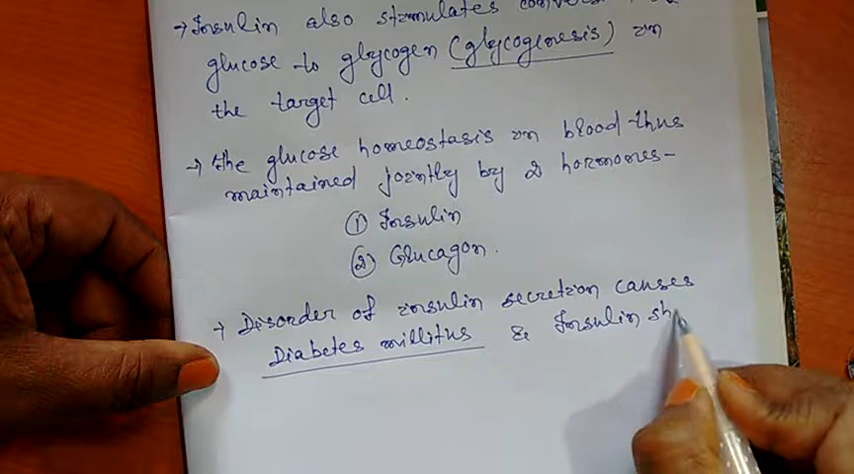 → Insulin also stimulates
glucose to glycogen (glycogenesis) in
the target cell.
→ the glucose homeostasis in blood thus
maintained jointly by 2 hormones-
① Insulin
② Glucagon.
→ Disorder of insulin secretion causes
Diabetes millitus & Insulin sh